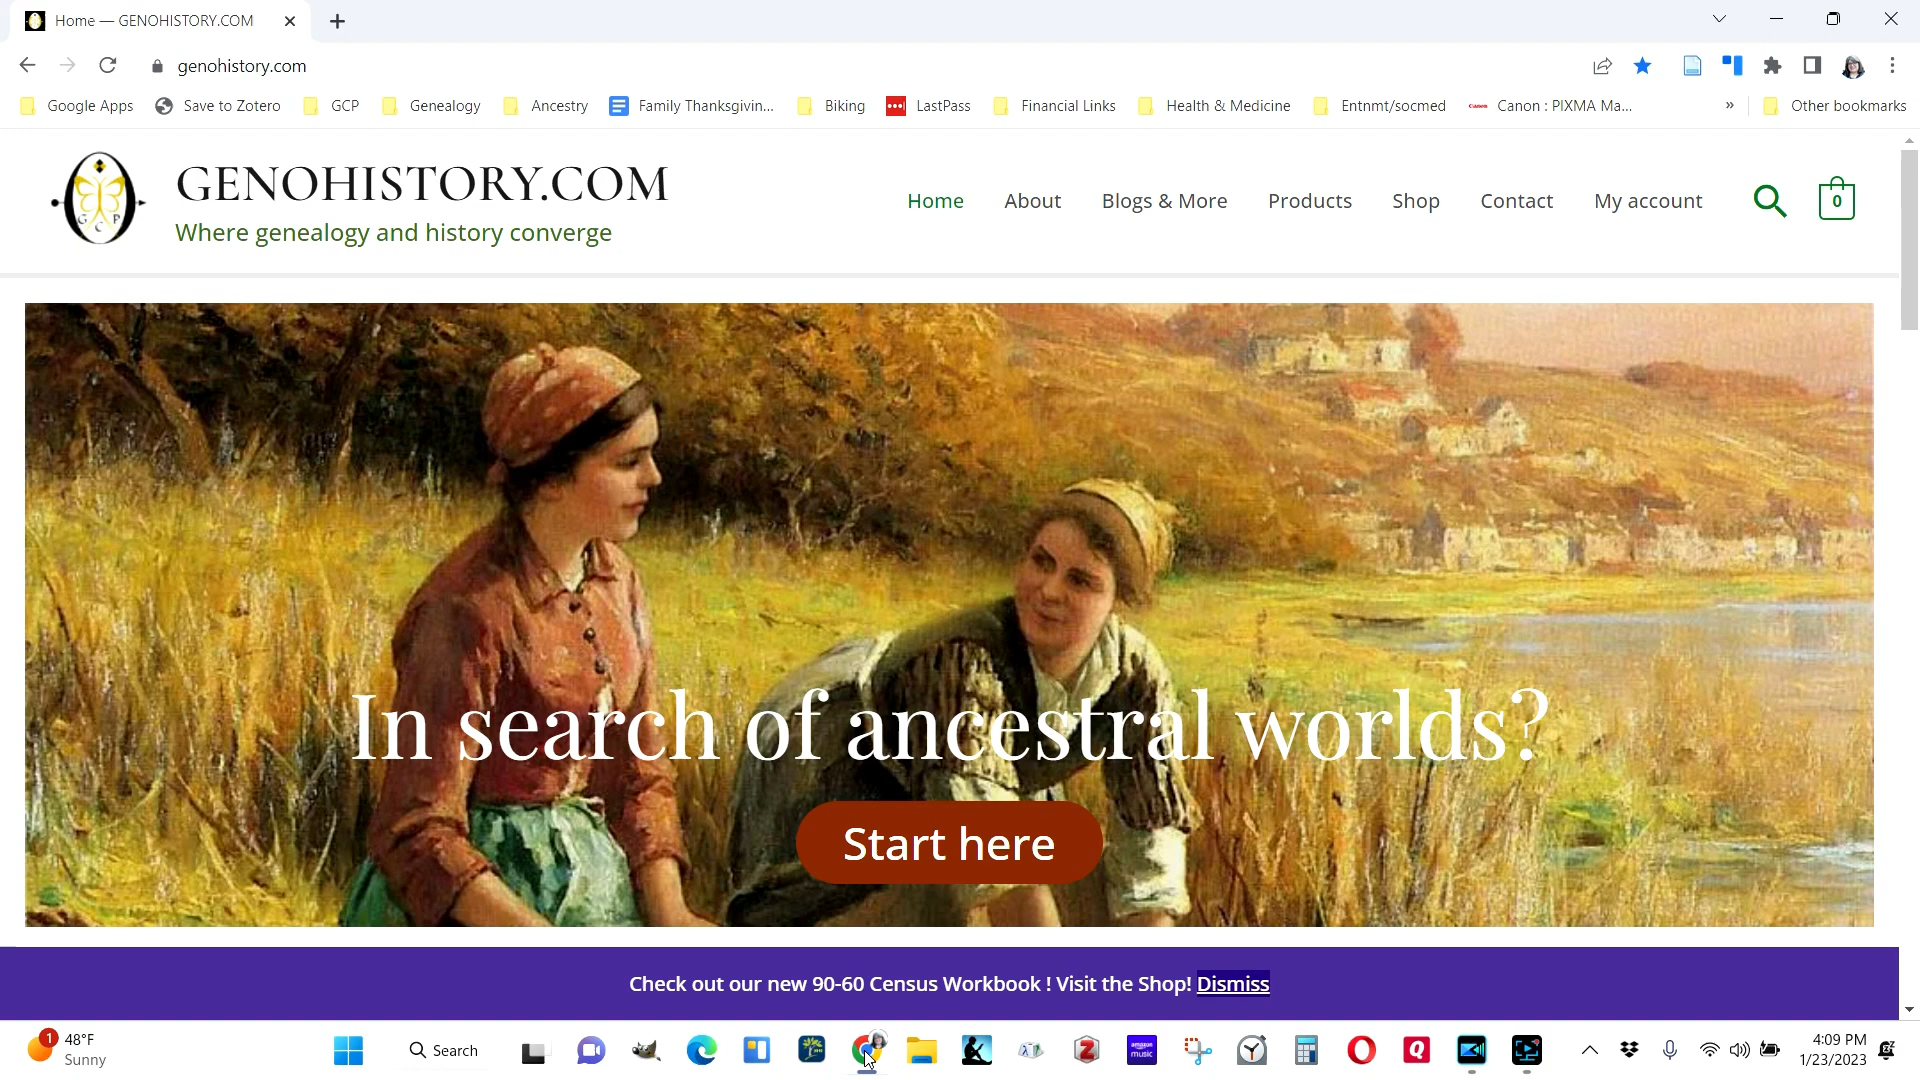 Home — GENOHISTORY.COM
genohistory.com
Google Apps
Save to Zotero
GCP
Genealogy
Ancestry
Family Thanksgivin...
Biking
LastPass
Financial Links
Health & Medicine
Entnmt/socmed
Canon : PIXMA Ma...
»
Other bookmarks
G C P
GENOHISTORY.COM
Where genealogy and history converge
Home
About
Blogs & More
Products
Shop
Contact
My account
0
In search of ancestral worlds?
Start here
Check out our new 90-60 Census Workbook ! Visit the Shop! Dismiss
1
48°F
Sunny
Search
amazon music
4:09 PM
1/23/2023